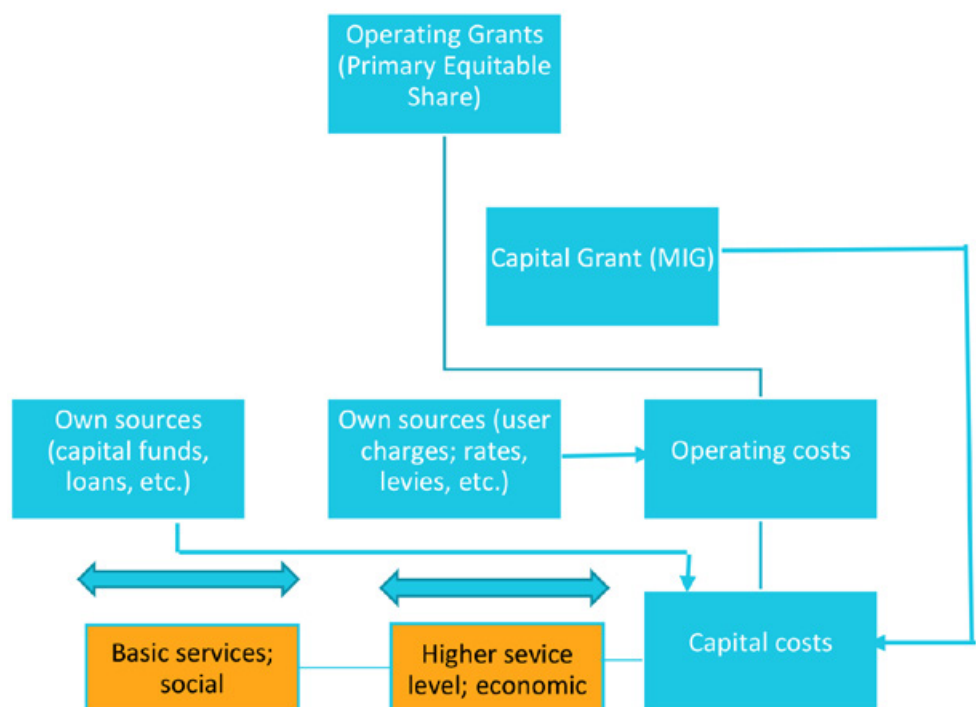 Operating Grants
(Primary Equitable
Share)
Capital Grant (MIG)
Own sources
(capital funds,
loans, etc.)
Own sources (user
charges; rates,
levies, etc.)
Operating costs
Basic services;
social
Higher sevice
level; economic
Capital costs